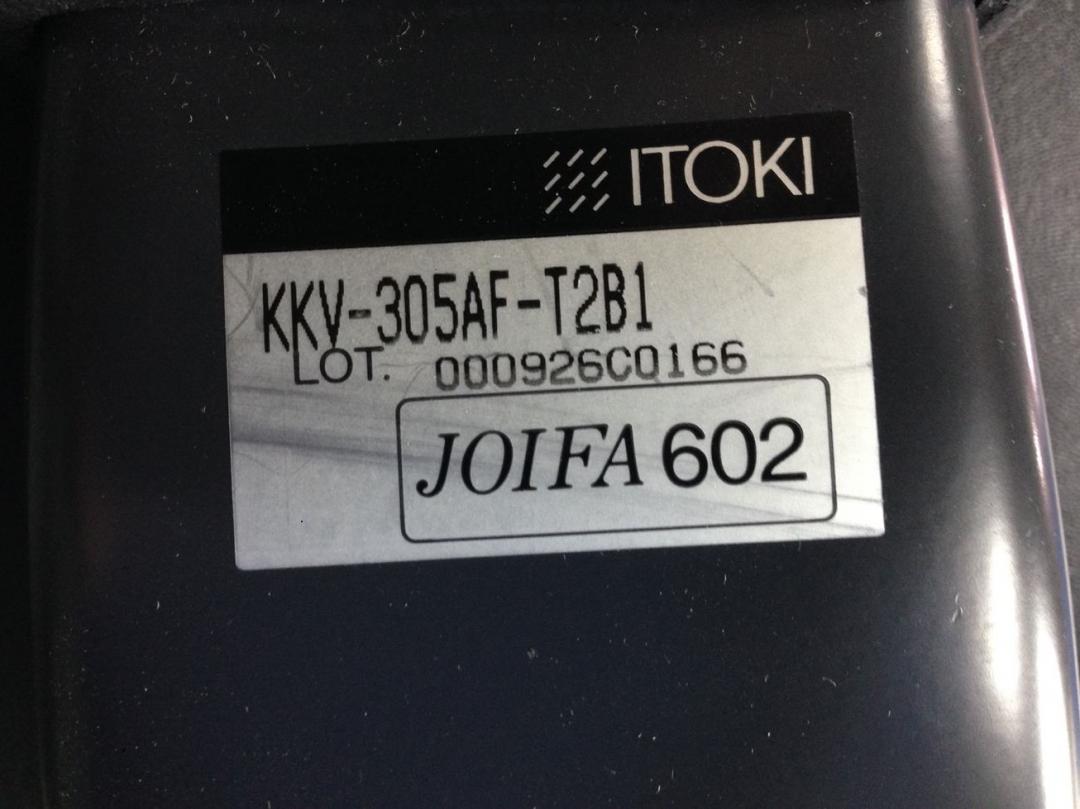 ITOKI
KKV-305AF-T2B1
LOT. 000926C0166
JOIFA 602